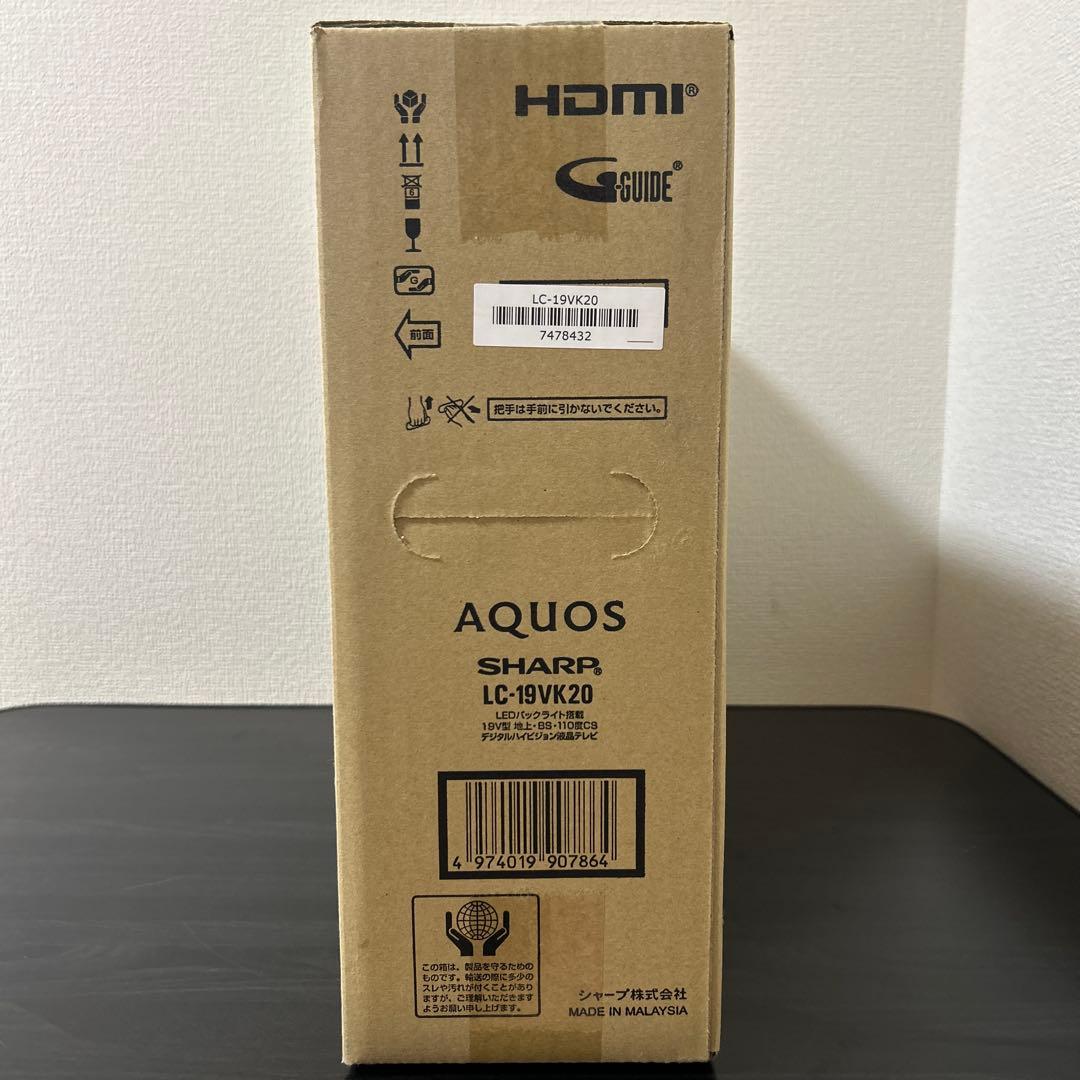 HDMI®
G-GUIDE®
6
G
LC-19VK20
7478432
前面
把手は手前に引かないでください。
AQUOS
SHARP®
LC-19VK20
LEDバックライト搭載
19V型 地上・BS・110度CS
デジタルハイビジョン液晶テレビ
4 974019 907864
この箱は、製品を守るための
ものです。輸送の際に多少の
スレや汚れが付くことがあり
ますが、ご理解いただきます
ようお願い申し上げます。
シャープ株式会社
MADE IN MALAYSIA